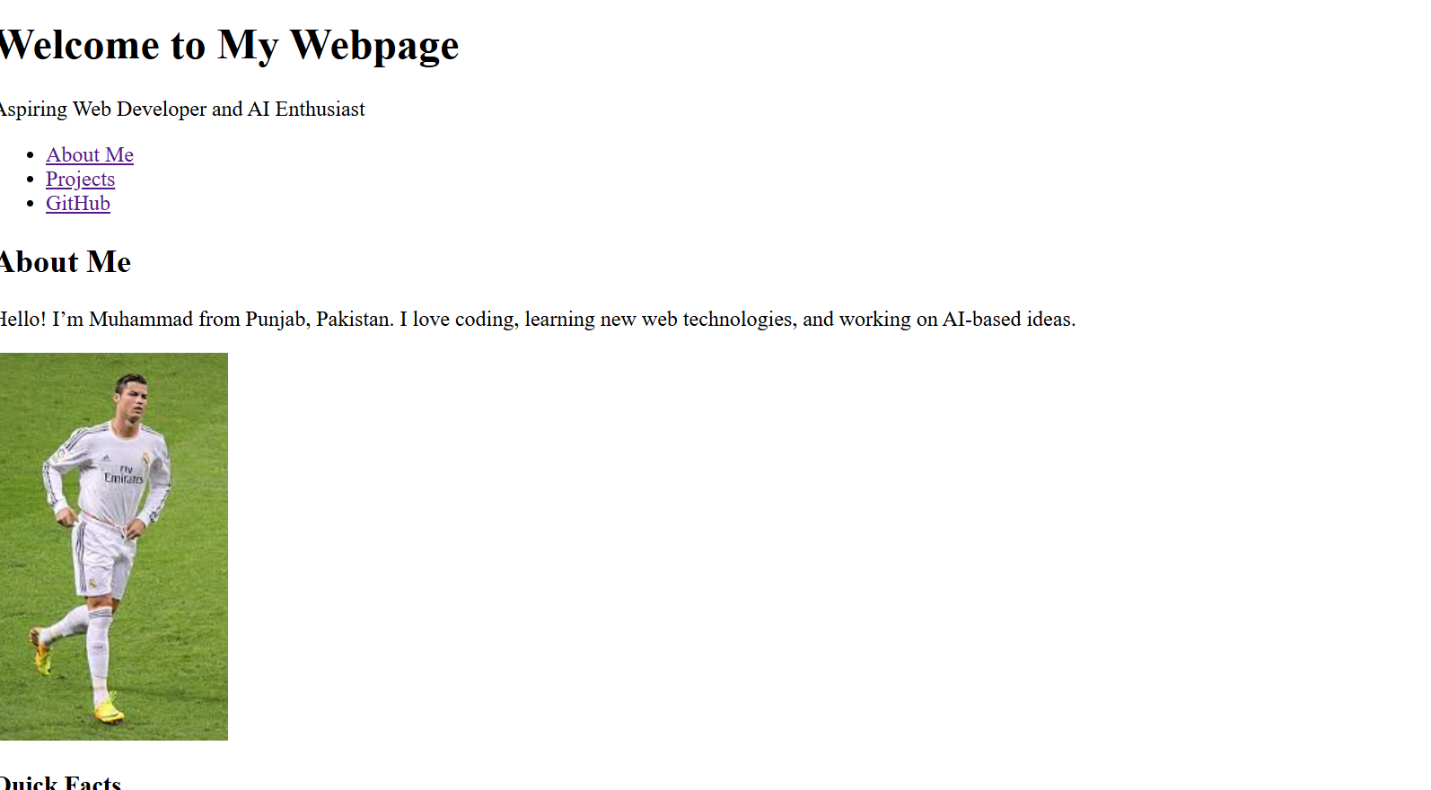 Welcome to My Webpage
Aspiring Web Developer and AI Enthusiast
About Me
Projects
GitHub
About Me
Hello! I’m Muhammad from Punjab, Pakistan. I love coding, learning new web technologies, and working on AI-based ideas.
Fly
Emirates
Quick Facts